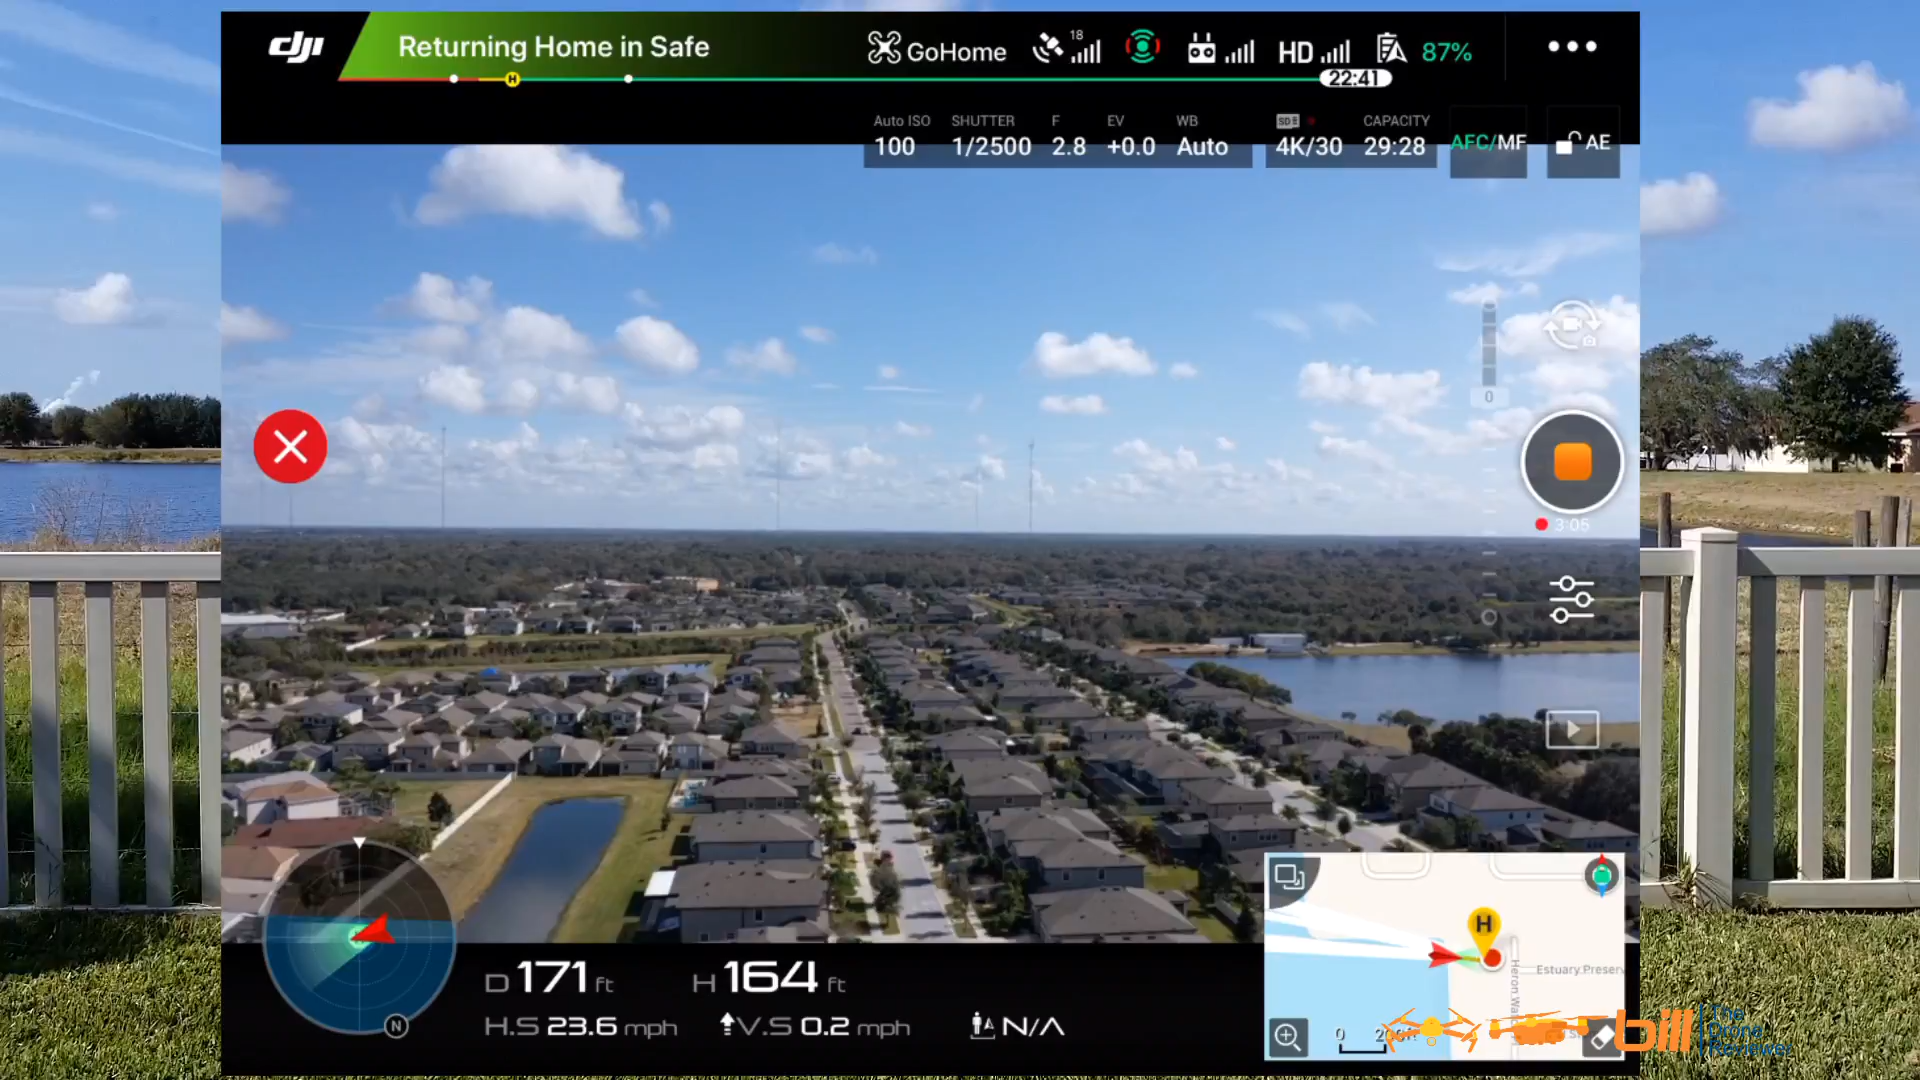 dji Returning Home in Safe GoHome 18 HD 87%
H 22:41
Auto ISO SHUTTER F EV WB SD CAPACITY
100 1/2500 2.8 +0.0 Auto 4K/30 29:28 AFC/MF AE
0
3:05
H
Estuary Preserv
D 171 ft H 164 ft
H.S 23.6 mph V.S 0.2 mph N/A
N
0
bill The Drone Reviewer